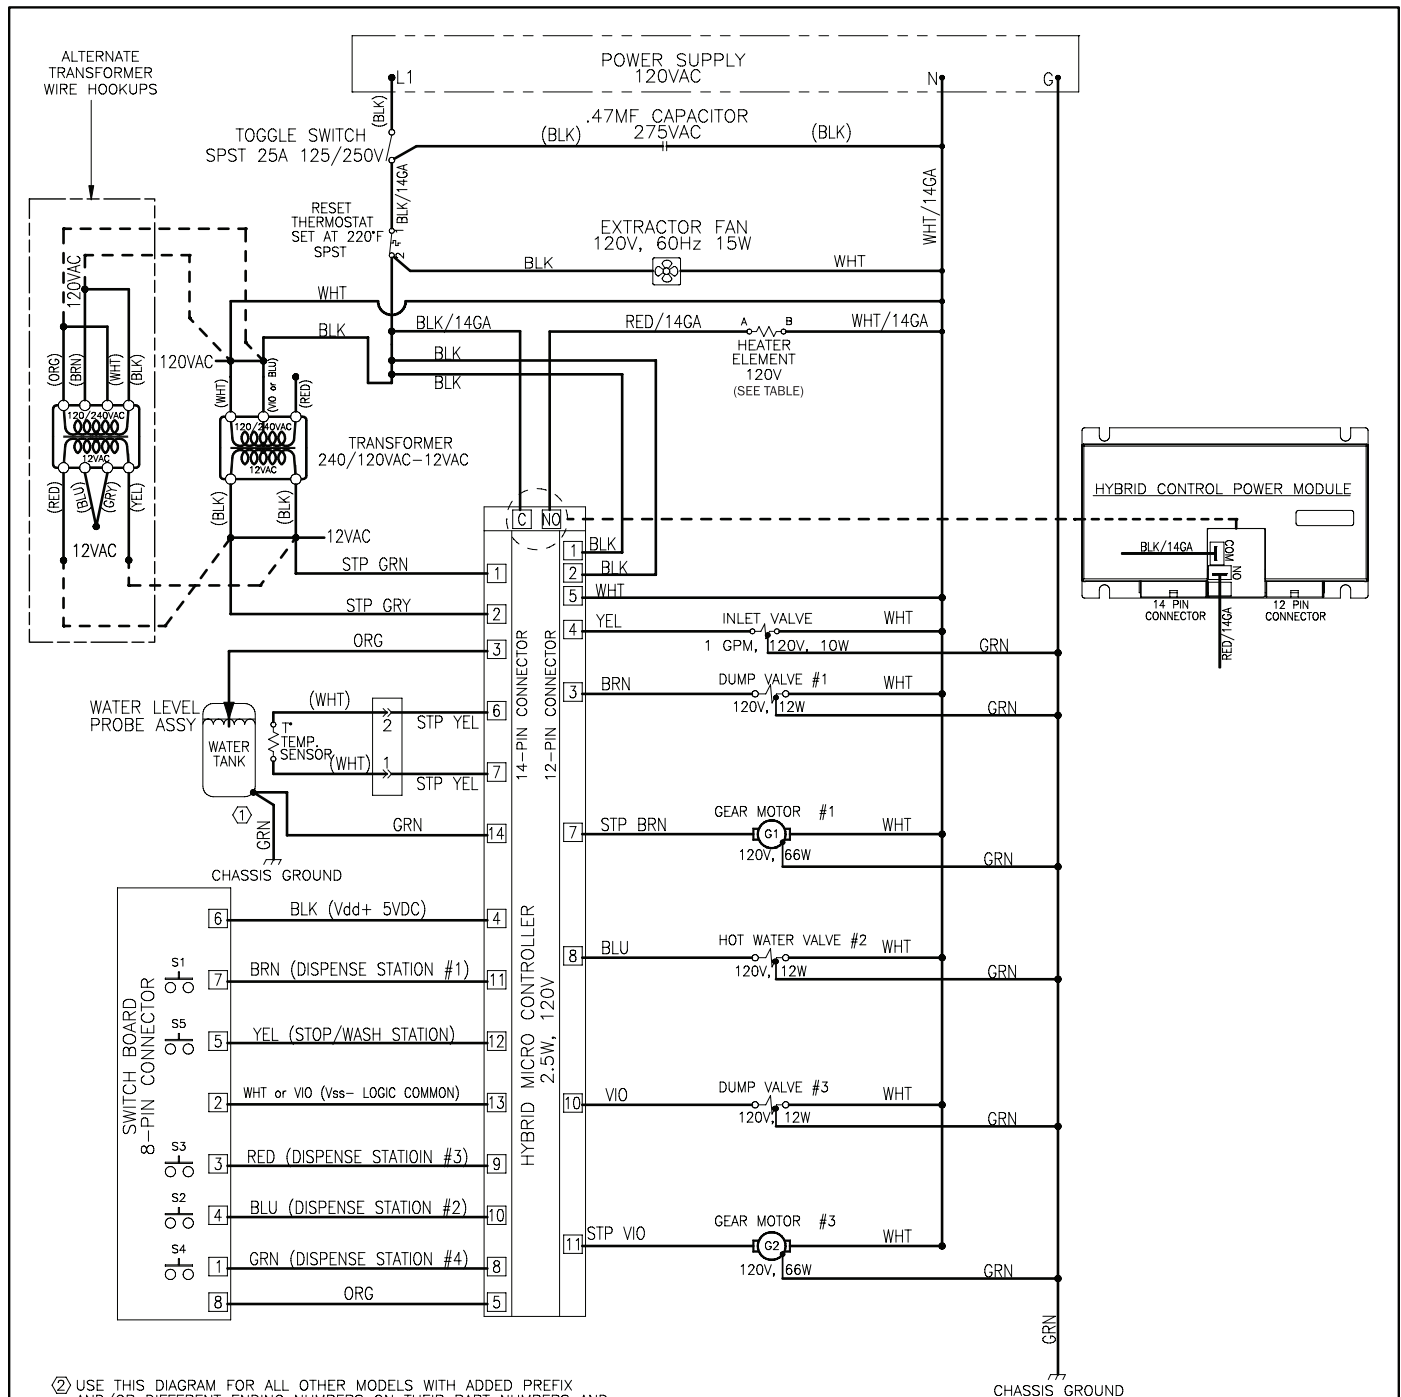 ALTERNATE
TRANSFORMER
WIRE HOOKUPS
POWER SUPPLY
120VAC
L1
N
G
(BLK)
TOGGLE SWITCH
SPST 25A 125/250V
.47MF CAPACITOR
275VAC
(BLK)
(BLK)
BLK/14GA
WHT/14GA
RESET
THERMOSTAT
SET AT 220°F
SPST
1
2
EXTRACTOR FAN
120V, 60Hz 15W
BLK
WHT
WHT
BLK/14GA
RED/14GA
A
B
WHT/14GA
HEATER
ELEMENT
120V
(SEE TABLE)
BLK
BLK
BLK
120VAC
120VAC
(ORG)
(BRN)
(WHT)
(BLK)
120/240VAC
12VAC
(RED)
(BLU)
(GRY)
(YEL)
12VAC
(WHT)
(VIO or BLU)
(RED)
120/240VAC
12VAC
TRANSFORMER
240/120VAC-12VAC
(BLK)
(BLK)
12VAC
C
NO
HYBRID CONTROL POWER MODULE
BLK/14GA
COM
NO
14 PIN
CONNECTOR
12 PIN
CONNECTOR
RED/14GA
STP GRN
1
STP GRY
2
ORG
3
WATER LEVEL
PROBE ASSY
WATER
TANK
T°
TEMP.
SENSOR
(WHT)
2
STP YEL
6
(WHT)
1
STP YEL
7
1
GRN
GRN
14
CHASSIS GROUND
14-PIN CONNECTOR
12-PIN CONNECTOR
HYBRID MICRO CONTROLLER
2.5W, 120V
1
BLK
2
BLK
5
WHT
4
YEL
INLET VALVE
1 GPM, 120V, 10W
WHT
GRN
3
BRN
DUMP VALVE #1
120V, 12W
WHT
GRN
7
STP BRN
GEAR MOTOR #1
G1
120V, 66W
WHT
GRN
8
BLU
HOT WATER VALVE #2
120V, 12W
WHT
GRN
10
VIO
DUMP VALVE #3
120V, 12W
WHT
GRN
11
STP VIO
GEAR MOTOR #3
G2
120V, 66W
WHT
GRN
GRN
CHASSIS GROUND
SWITCH BOARD
8-PIN CONNECTOR
6
BLK (Vdd+ 5VDC)
4
S1
7
BRN (DISPENSE STATION #1)
11
S5
5
YEL (STOP/WASH STATION)
12
2
WHT or VIO (Vss- LOGIC COMMON)
13
S3
3
RED (DISPENSE STATIOIN #3)
9
S2
4
BLU (DISPENSE STATION #2)
10
S4
1
GRN (DISPENSE STATION #4)
8
8
ORG
5
2 USE THIS DIAGRAM FOR ALL OTHER MODELS WITH ADDED PREFIX